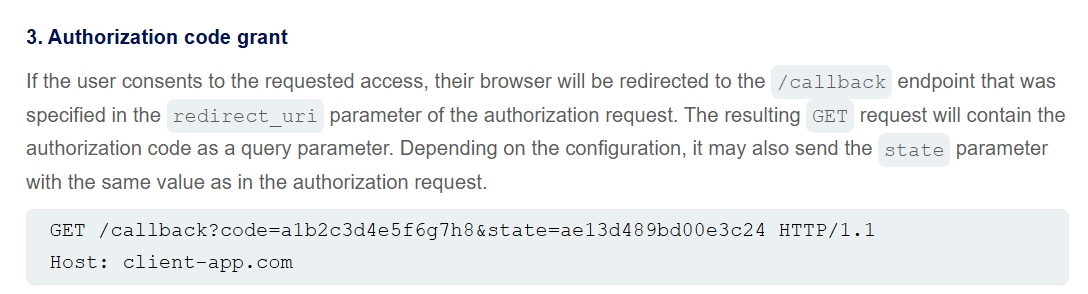 3. Authorization code grant
If the user consents to the requested access, their browser will be redirected to the /callback endpoint that was
specified in the redirect_uri parameter of the authorization request. The resulting GET request will contain the
authorization code as a query parameter. Depending on the configuration, it may also send the state parameter
with the same value as in the authorization request.
GET /callback?code=a1b2c3d4e5f6g7h8&state=ae13d489bd00e3c24 HTTP/1.1
Host: client-app.com